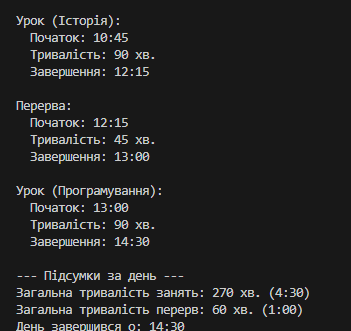 Урок (Історія):
Початок: 10:45
Тривалість: 90 хв.
Завершення: 12:15
Перерва:
Початок: 12:15
Тривалість: 45 хв.
Завершення: 13:00
Урок (Програмування):
Початок: 13:00
Тривалість: 90 хв.
Завершення: 14:30
--- Підсумки за день ---
Загальна тривалість занять: 270 хв. (4:30)
Загальна тривалість перерв: 60 хв. (1:00)
День завершився о: 14:30